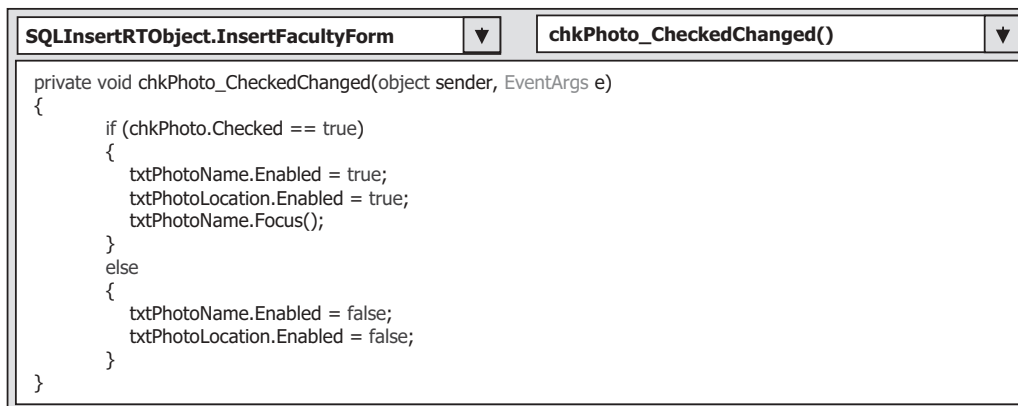 SQLInsertRTObject.InsertFacultyForm
chkPhoto_CheckedChanged()
private void chkPhoto_CheckedChanged(object sender, EventArgs e)
{
if (chkPhoto.Checked == true)
{
txtPhotoName.Enabled = true;
txtPhotoLocation.Enabled = true;
txtPhotoName.Focus();
}
else
{
txtPhotoName.Enabled = false;
txtPhotoLocation.Enabled = false;
}
}